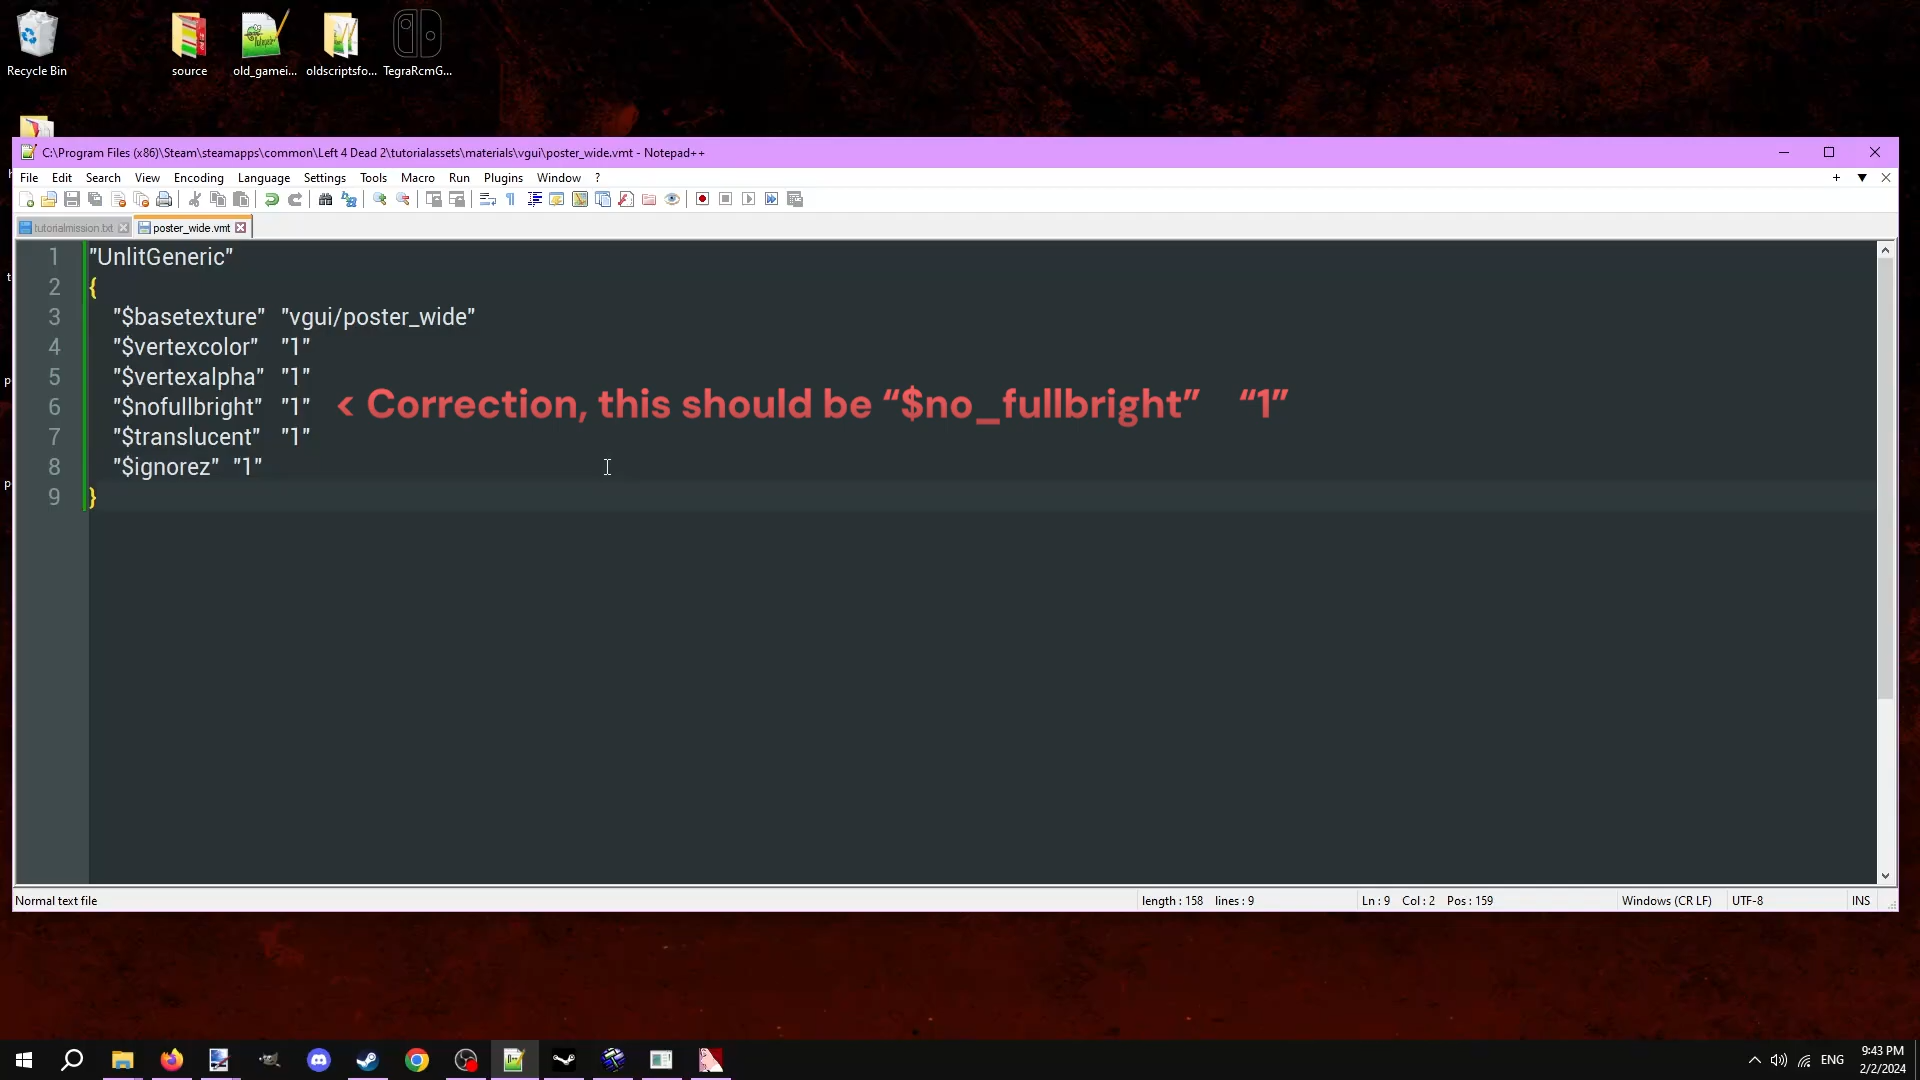 Recycle Bin
source
old_gamei...
oldscriptsfo...
TegraRcmG...
C:\Program Files (x86)\Steam\steamapps\common\Left 4 Dead 2\tutorialassets\materials\vgui\poster_wide.vmt - Notepad++
File Edit Search View Encoding Language Settings Tools Macro Run Plugins Window ?
tutorialmission.txt poster_wide.vmt
1 "UnlitGeneric"
2 {
3 "$basetexture" "vgui/poster_wide"
4 "$vertexcolor" "1"
5 "$vertexalpha" "1"
6 "$nofullbright" "1" < Correction, this should be “$no_fullbright” “1”
7 "$translucent" "1"
8 "$ignorez" "1"
9 }
Normal text file length : 158 lines : 9 Ln : 9 Col : 2 Pos : 159 Windows (CR LF) UTF-8 INS
ENG
9:43 PM
2/2/2024